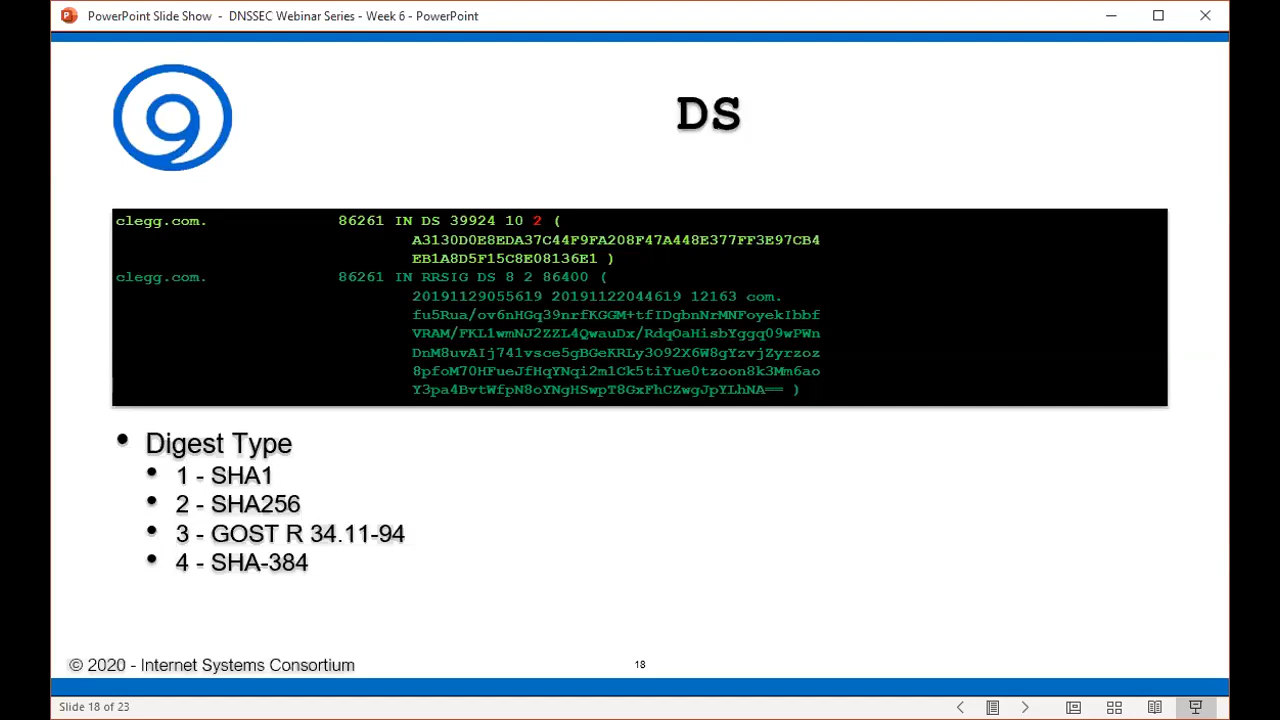 PowerPoint Slide Show - DNSSEC Webinar Series - Week 6 - PowerPoint
DS
clegg.com. 86261 IN DS 39924 10 2 (
A3130D0E8EDA37C44F9FA208F47A448E377FF3E97CB4
EB1A8D5F15C8E08136E1 )
clegg.com. 86261 IN RRSIG DS 8 2 86400 (
20191129055619 20191122044619 12163 com.
fu5Rua/ov6nHGq39nrfKGGM+tfIDgbnNrMNFoyekIbbf
VRAM/FKL1wmNJ2ZZL4QwauDx/RdqOaHisbYggq09wPWn
DnM8uvAIj741vsce5gBGeKRLy3O92X6W8gYzvjZyrzoz
8pfoM70HFueJfHqYNqi2m1Ck5tiYue0tzoon8k3Mm6ao
Y3pa4BvtWfpN8oYNgHSwpT8GxFhCZwgJpYLhNA== )
• Digest Type
• 1 - SHA1
• 2 - SHA256
• 3 - GOST R 34.11-94
• 4 - SHA-384
© 2020 - Internet Systems Consortium
18
Slide 18 of 23